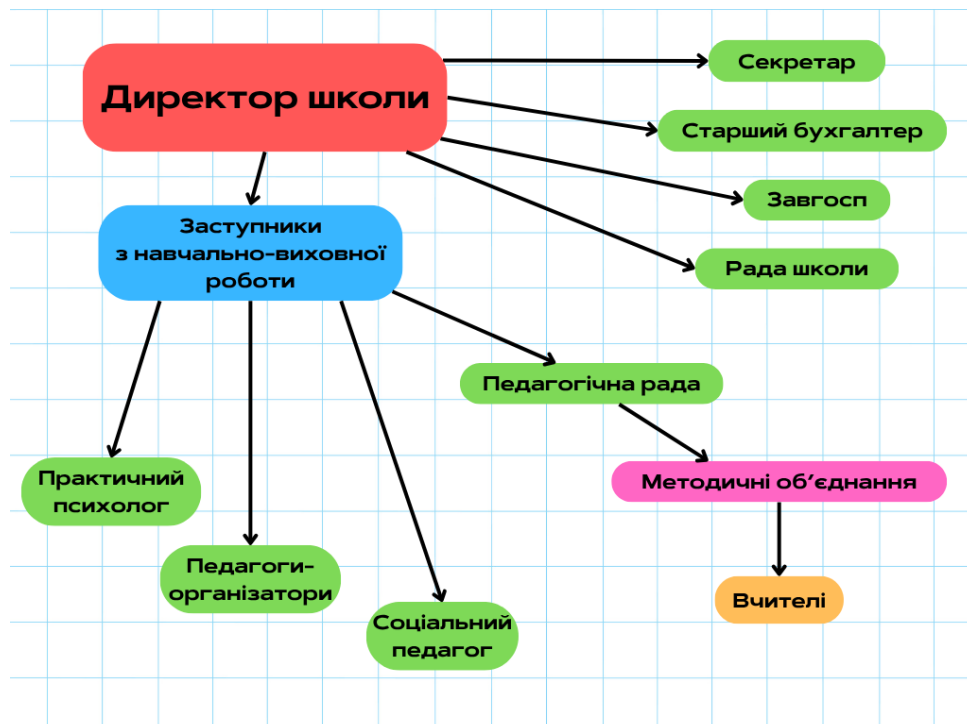 Директор школи
Секретар
Старший бухгалтер
Завгосп
Рада школи
Заступники
з навчально-виховної
роботи
Педагогічна рада
Практичний
психолог
Методичні об’єднання
Педагоги-
організатори
Вчителі
Соціальний
педагог